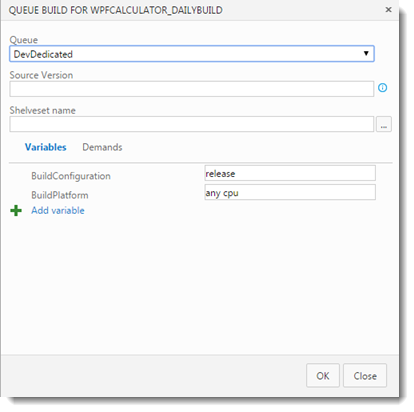 QUEUE BUILD FOR WPFCALCULATOR_DAILYBUILD
Queue
DevDedicated
Source Version
Shelveset name
...
Variables Demands
BuildConfiguration release
BuildPlatform any cpu
Add variable
OK Close